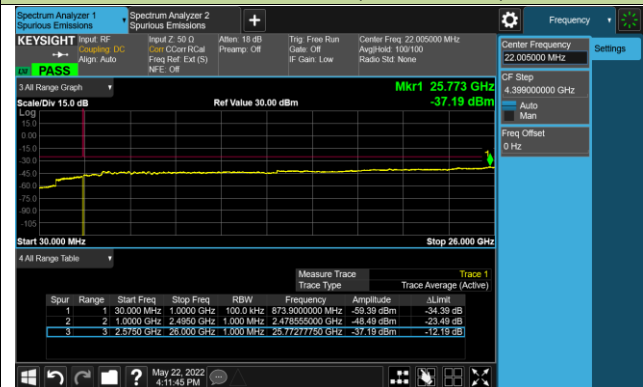 Spectrum Analyzer 1
Spurious Emissions
Spectrum Analyzer 2
Spurious Emissions
Frequency
KEYSIGHT
Input: RF
Coupling: DC
Align: Auto
Input Z: 50 Ω
Corr CCorr RCal
Freq Ref: Ext (S)
NFE: Off
Atten: 18 dB
Preamp: Off
Trig: Free Run
Gate: Off
IF Gain: Low
Center Freq: 22.005000 MHz
Avg|Hold: 100/100
Radio Std: None
PASS
Center Frequency
22.005000 MHz
Settings
CF Step
4.399000000 GHz
Auto
Man
Freq Offset
0 Hz
3 All Range Graph
Mkr1 25.773 GHz
-37.19 dBm
Scale/Div 15.0 dB
Ref Value 30.00 dBm
Log
15.0
0.00
-15.0
-30.0
-45.0
-60.0
-75.0
-90.0
-105
1
Start 30.000 MHz
Stop 26.000 GHz
4 All Range Table
Measure Trace Trace 1
Trace Type Trace Average (Active)
Spur Range Start Freq Stop Freq RBW Frequency Amplitude ΔLimit
1 1 30.000 MHz 1.0000 GHz 100.0 kHz 873.9000000 MHz -59.39 dBm -34.39 dB
2 2 1.0000 GHz 2.4950 GHz 1.000 MHz 2.478555000 GHz -48.49 dBm -23.49 dB
3 3 2.5750 GHz 26.000 GHz 1.000 MHz 25.77277750 GHz -37.19 dBm -12.19 dB
May 22, 2022
4:11:45 PM